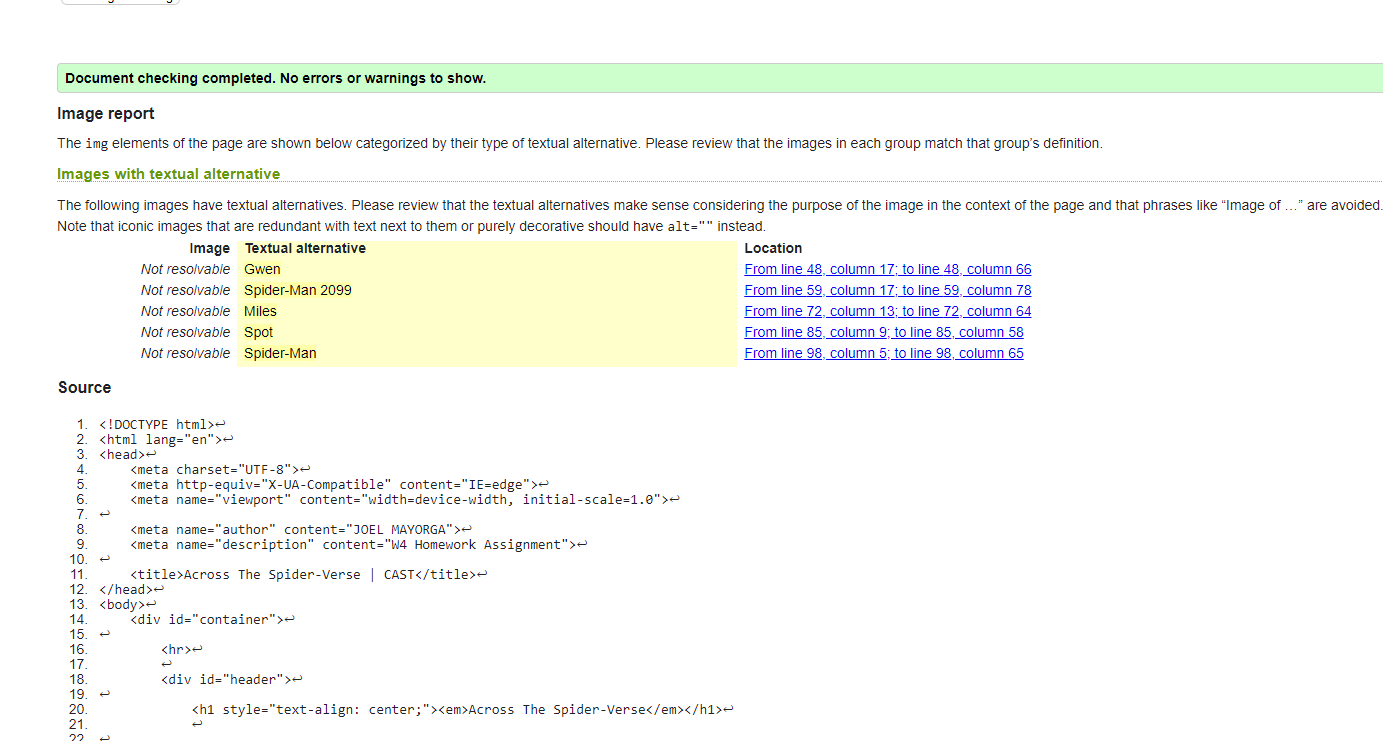 Document checking completed. No errors or warnings to show.
Image report
The img elements of the page are shown below categorized by their type of textual alternative. Please review that the images in each group match that group's definition.
Images with textual alternative
The following images have textual alternatives. Please review that the textual alternatives make sense considering the purpose of the image in the context of the page and that phrases like “Image of …” are avoided.
Note that iconic images that are redundant with text next to them or purely decorative should have alt="" instead.
Image Textual alternative Location
Not resolvable Gwen From line 48, column 17; to line 48, column 66
Not resolvable Spider-Man 2099 From line 59, column 17; to line 59, column 78
Not resolvable Miles From line 72, column 13; to line 72, column 64
Not resolvable Spot From line 85, column 9; to line 85, column 58
Not resolvable Spider-Man From line 98, column 5; to line 98, column 65
Source
1. <!DOCTYPE html>↩
2. <html lang="en">↩
3. <head>↩
4. <meta charset="UTF-8">↩
5. <meta http-equiv="X-UA-Compatible" content="IE=edge">↩
6. <meta name="viewport" content="width=device-width, initial-scale=1.0">↩
7. ↩
8. <meta name="author" content="JOEL MAYORGA">↩
9. <meta name="description" content="W4 Homework Assignment">↩
10. ↩
11. <title>Across The Spider-Verse | CAST</title>↩
12. </head>↩
13. <body>↩
14. <div id="container">↩
15. ↩
16. <hr>↩
17. ↩
18. <div id="header">↩
19. ↩
20. <h1 style="text-align: center;"><em>Across The Spider-Verse</em></h1>↩
21. ↩
22. ↩